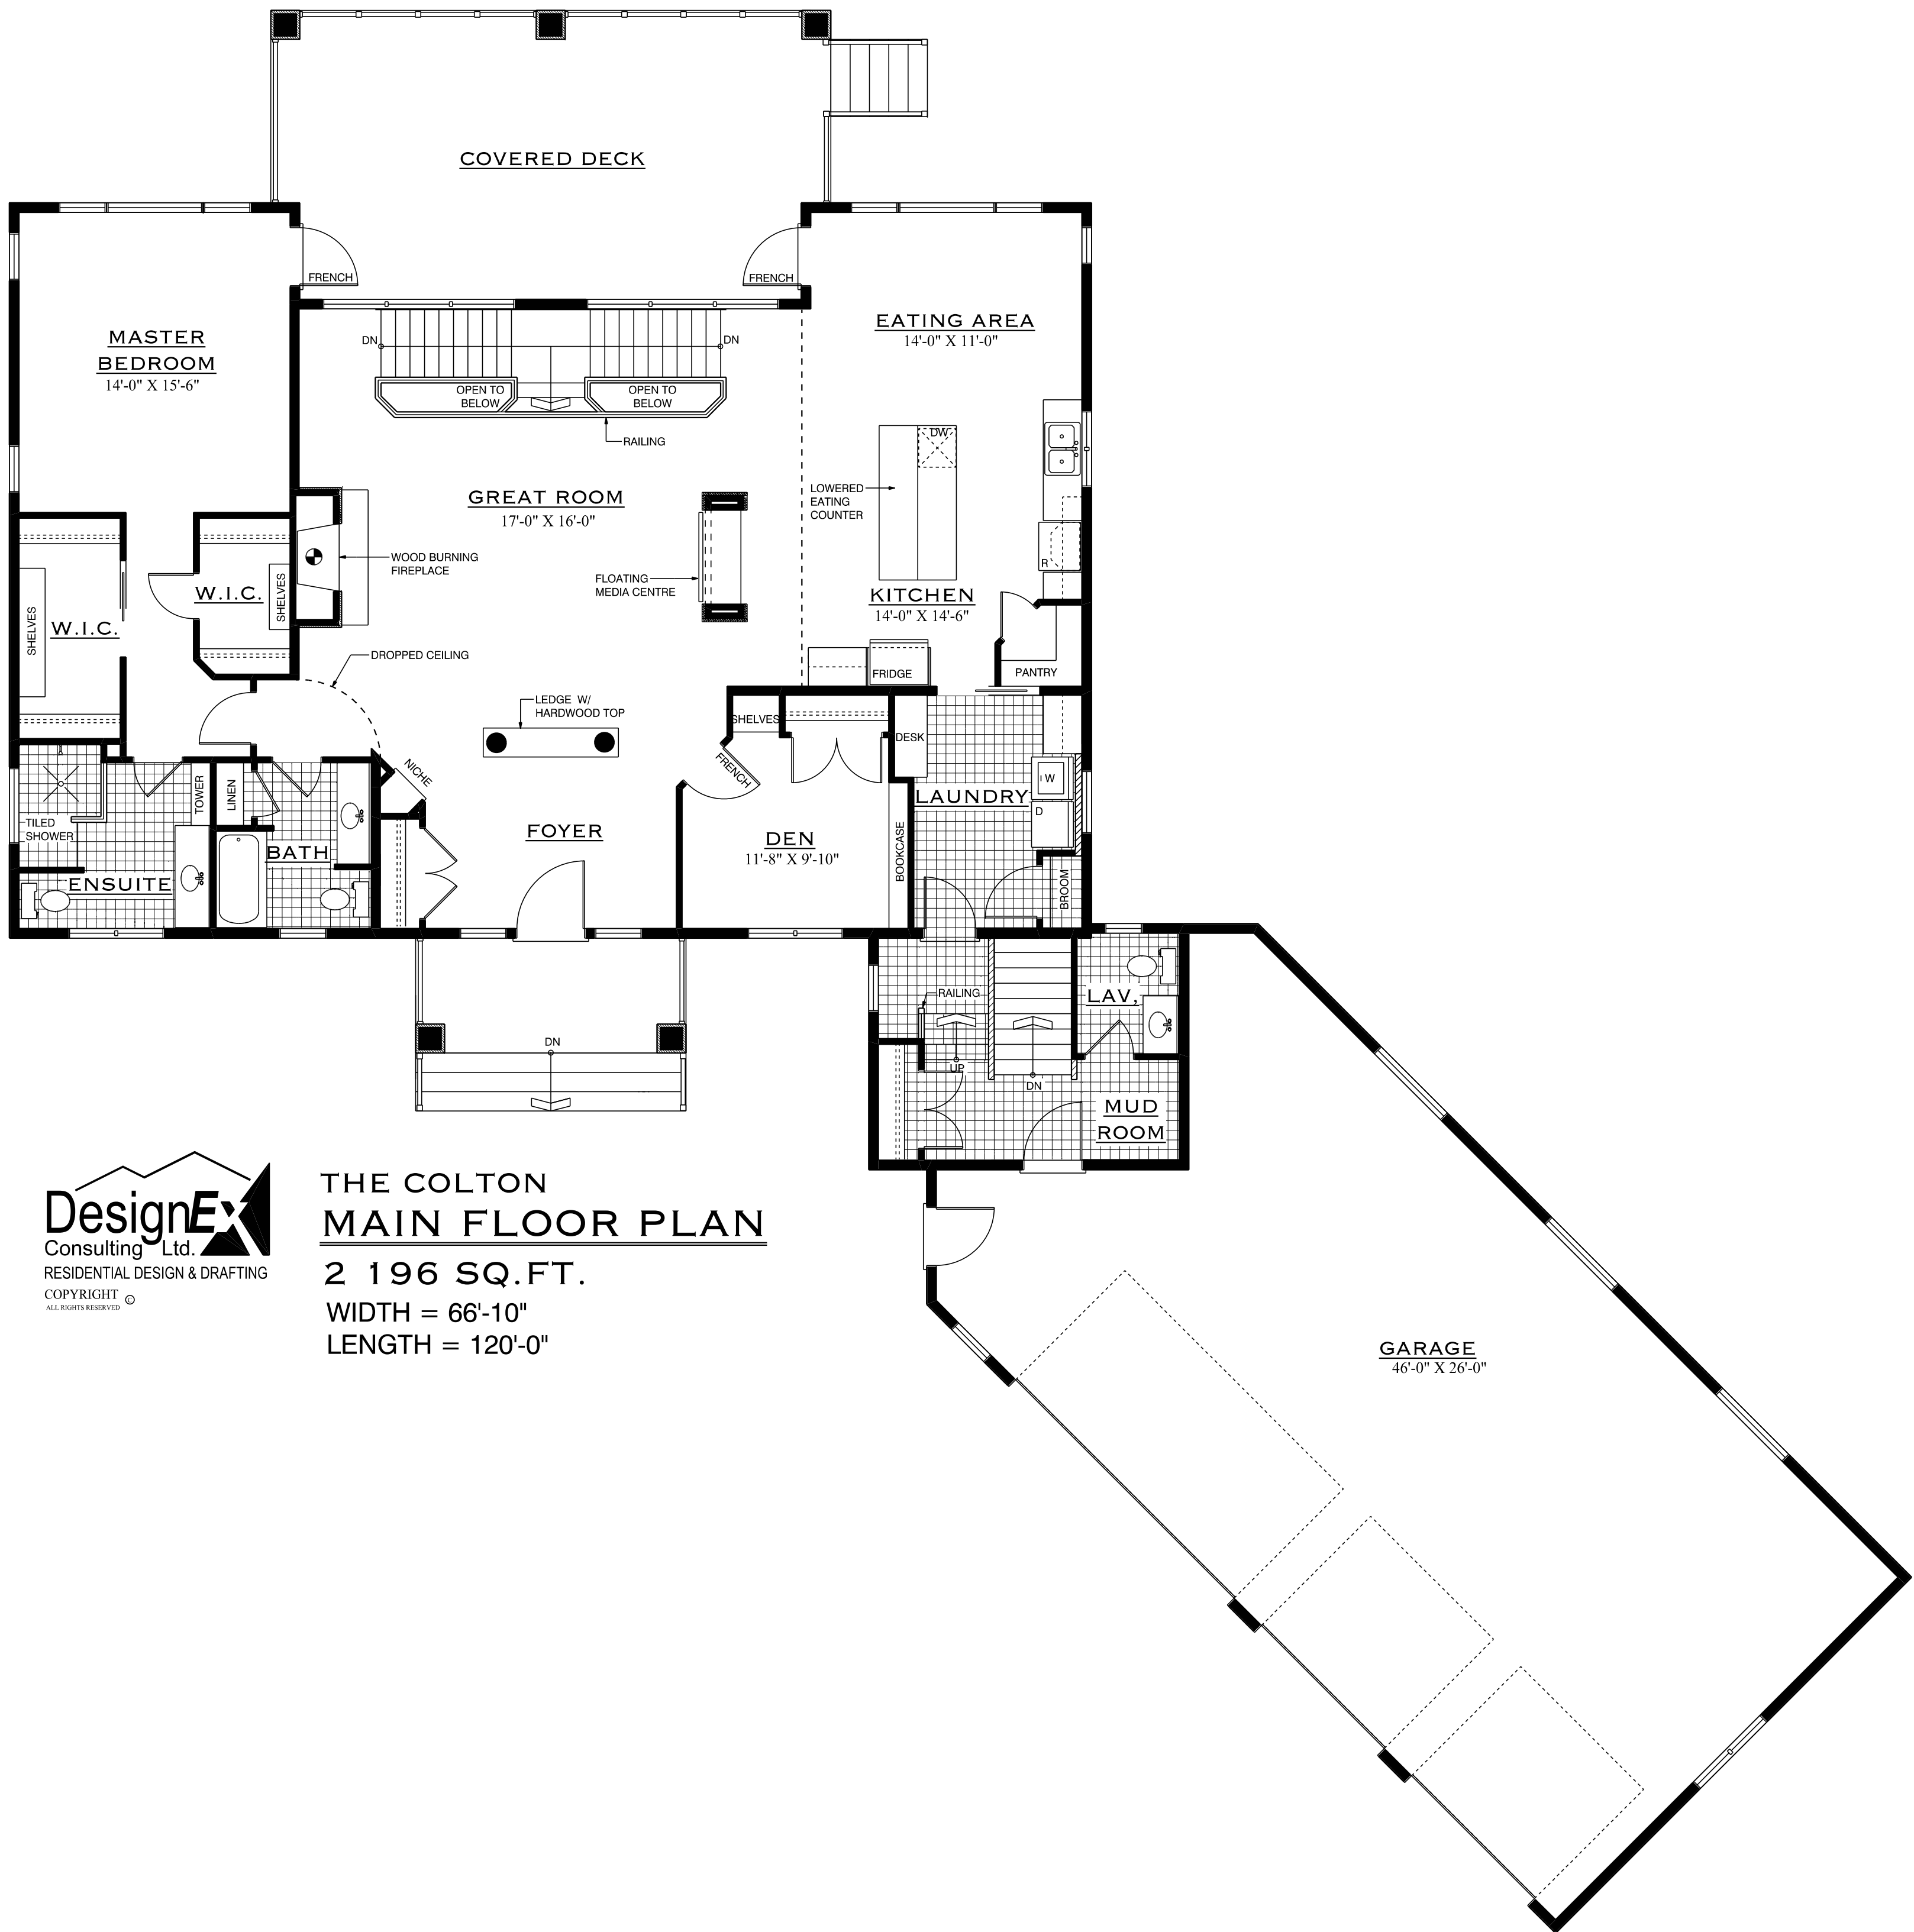 COVERED DECK
FRENCH
FRENCH
MASTER
BEDROOM
14'-0" X 15'-6"
DN
DN
OPEN TO
BELOW
OPEN TO
BELOW
RAILING
EATING AREA
14'-0" X 11'-0"
DW
LOWERED
EATING
COUNTER
R
GREAT ROOM
17'-0" X 16'-0"
WOOD BURNING
FIREPLACE
FLOATING
MEDIA CENTRE
KITCHEN
14'-0" X 14'-6"
W.I.C.
SHELVES
W.I.C.
SHELVES
DROPPED CEILING
FRIDGE
PANTRY
LEDGE W/
HARDWOOD TOP
SHELVES
DESK
FRENCH
NICHE
TOWER
LINEN
W
D
LAUNDRY
TILED
SHOWER
FOYER
DEN
11'-8" X 9'-10"
BOOKCASE
BATH
ENSUITE
BROOM
RAILING
LAV,
UP
DN
DN
MUD
ROOM
DesignEx
Consulting Ltd.
RESIDENTIAL DESIGN & DRAFTING
COPYRIGHT ©
ALL RIGHTS RESERVED
THE COLTON
MAIN FLOOR PLAN
2 196 SQ.FT.
WIDTH = 66'-10"
LENGTH = 120'-0"
GARAGE
46'-0" X 26'-0"